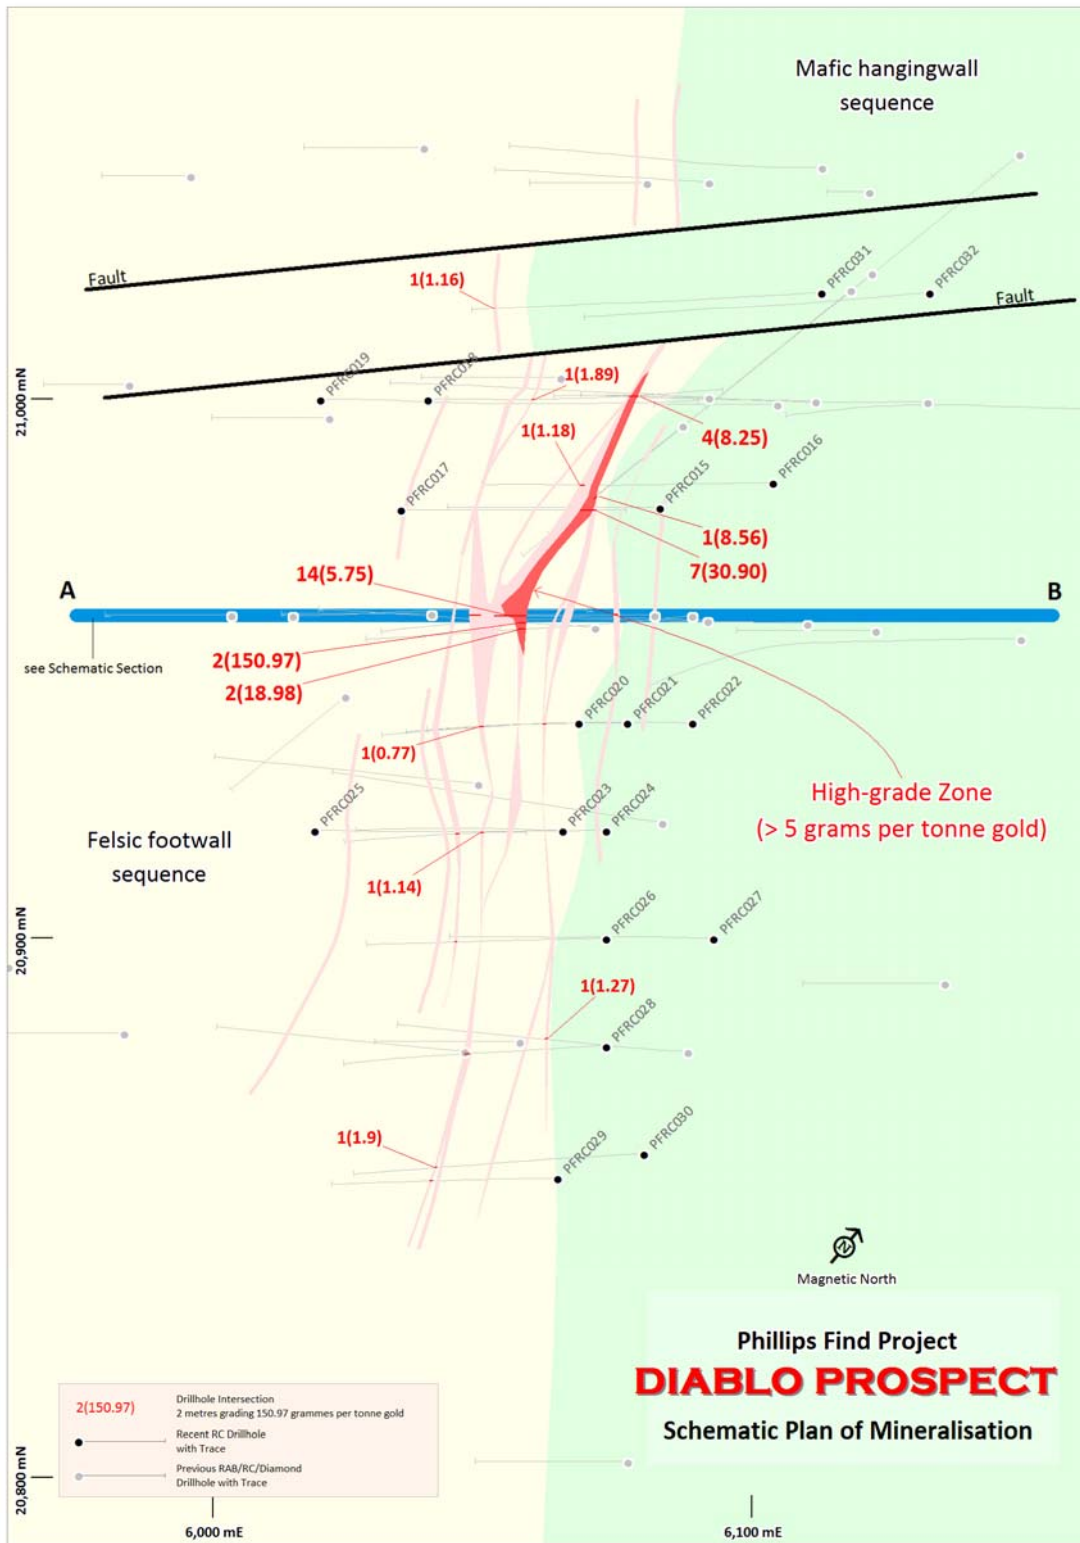 Mafic hangingwall
sequence
Fault
1(1.16)
PFRC031
PFRC032
Fault
21,000 mN
PFRC019
PFRC018
1(1.89)
4(8.25)
1(1.18)
PFRC017
PFRC015
PFRC016
1(8.56)
7(30.90)
14(5.75)
A
B
see Schematic Section
2(150.97)
2(18.98)
PFRC020
PFRC021
PFRC022
1(0.77)
High-grade Zone
(> 5 grams per tonne gold)
PFRC025
PFRC023
PFRC024
Felsic footwall
sequence
1(1.14)
PFRC026
PFRC027
20,900 mN
1(1.27)
PFRC028
1(1.9)
PFRC029
PFRC030
N
Magnetic North
Phillips Find Project
DIABLO PROSPECT
Schematic Plan of Mineralisation
2(150.97)
Drillhole Intersection
2 metres grading 150.97 grammes per tonne gold
Recent RC Drillhole
with Trace
Previous RAB/RC/Diamond
Drillhole with Trace
20,800 mN
6,000 mE
6,100 mE